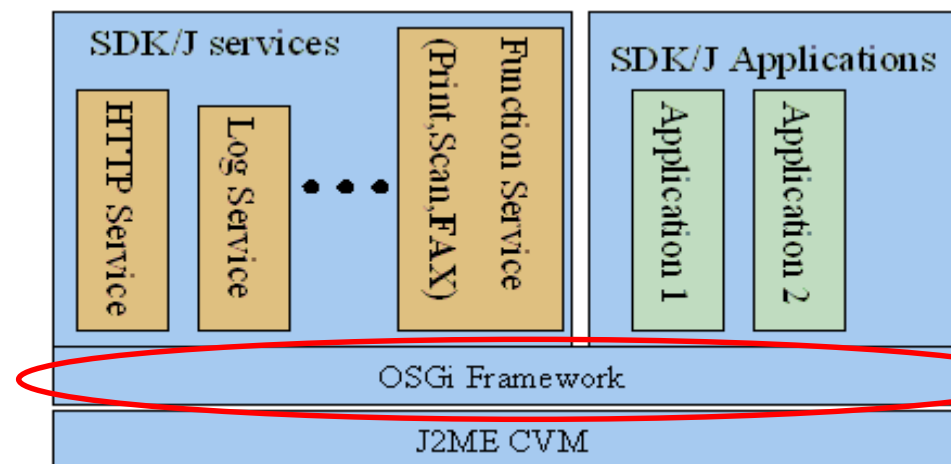 SDK/J services
HTTP Service
Log Service
Function Service
(Print,Scan,FAX)
SDK/J Applications
Application 1
Application 2
OSGi Framework
J2ME CVM